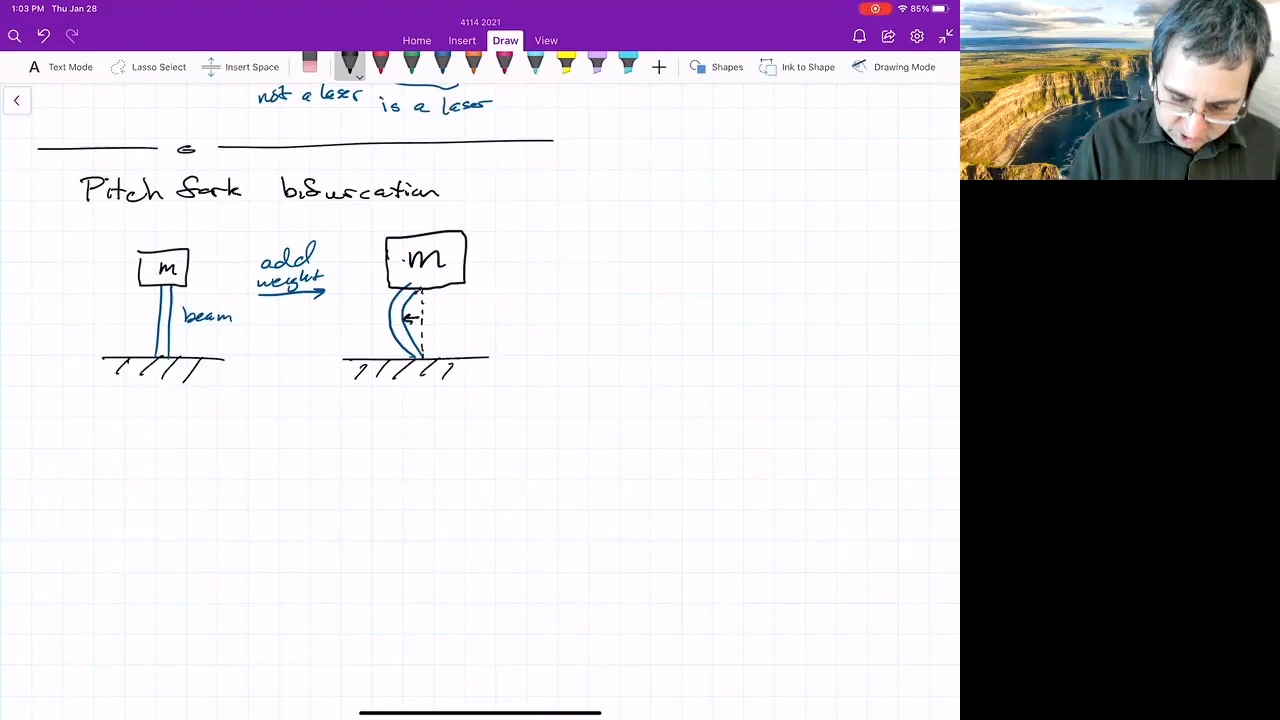 1:03 PM Thu Jan 28
85%
4114 2021
Home Insert Draw View
Text Mode Lasso Select Insert Space Shapes Ink to Shape Drawing Mode
not a laser is a laser
Pitch fork bifurcation
m
add
weight
m
beam